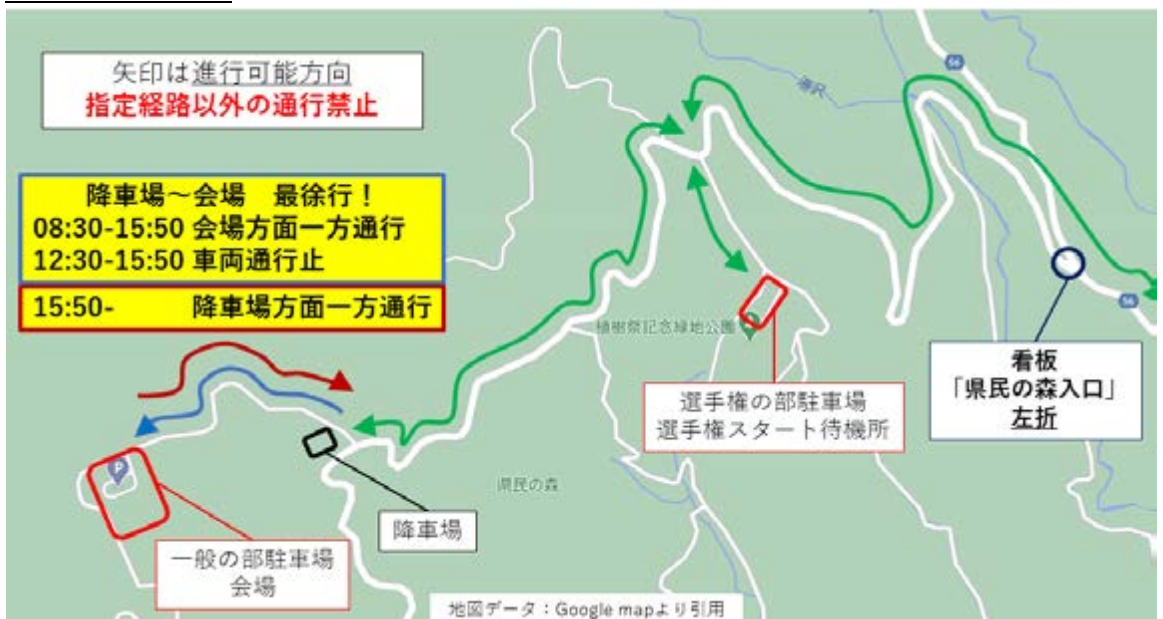 矢印は進行可能方向
指定経路以外の通行禁止
降車場～会場　最徐行！
08:30-15:50 会場方面一方通行
12:30-15:50 車両通行止
15:50-　降車場方面一方通行
56
湯沢
植樹祭記念緑地公園
56
看板
「県民の森入口」
左折
選手権の部駐車場
選手権スタート待機所
県民の森
P
降車場
一般の部駐車場
会場
地図データ：Google mapより引用